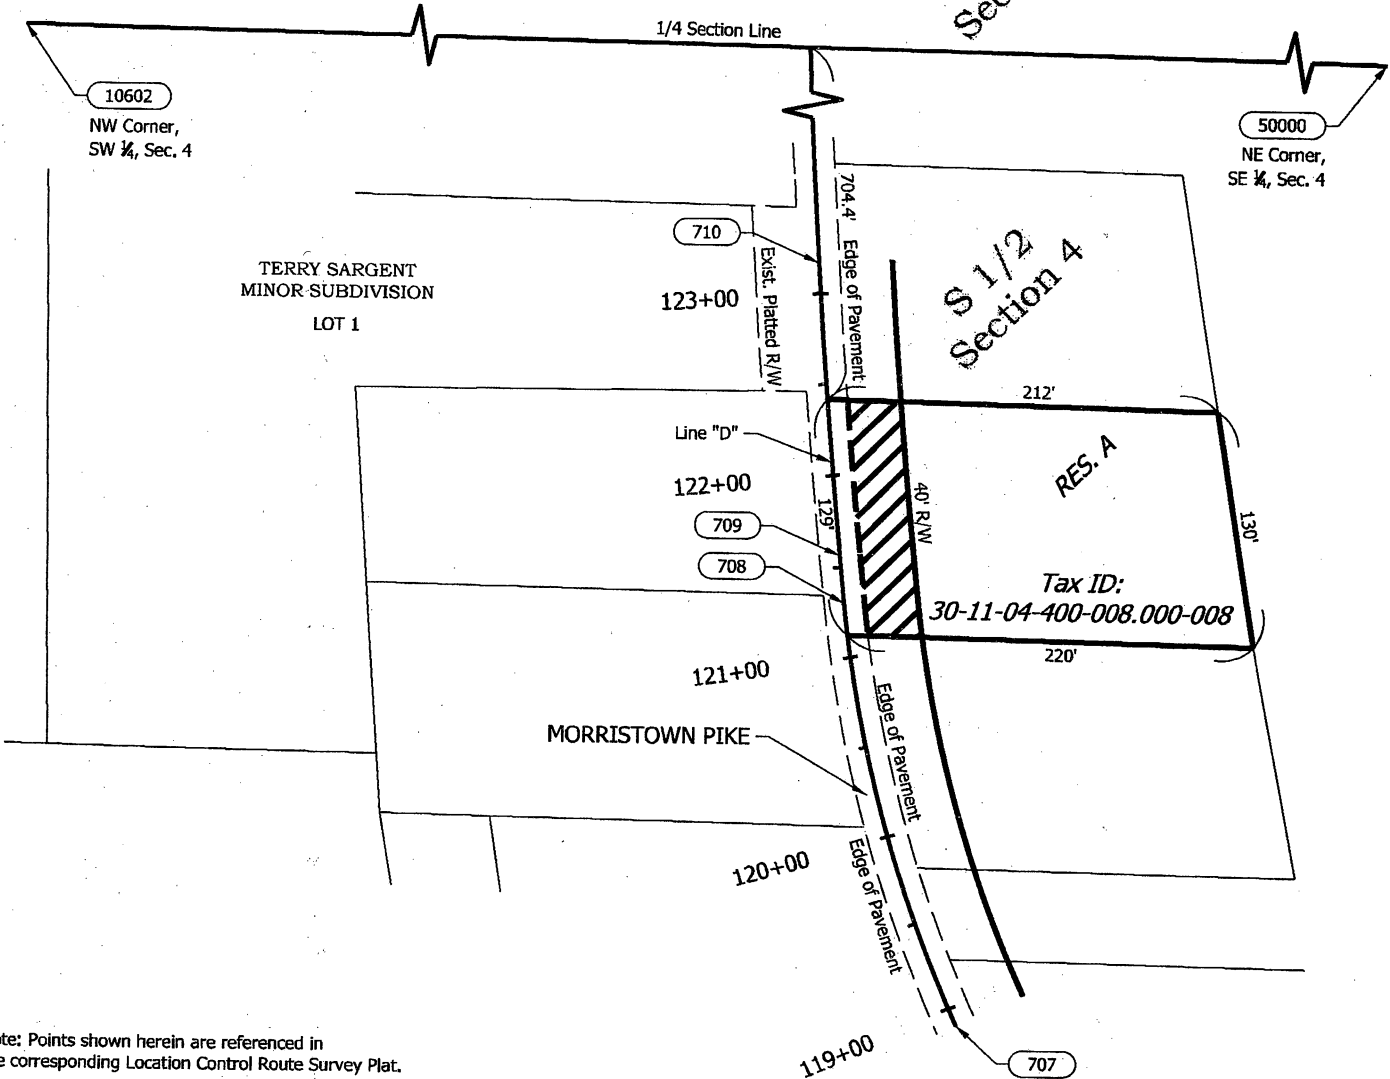 Sec
1/4 Section Line
10602
NW Corner,
SW ¼, Sec. 4
50000
NE Corner,
SE ¼, Sec. 4
704.4'
Edge of Pavement
710
Exist. Platted R/W
S 1/2
Section 4
TERRY SARGENT
MINOR SUBDIVISION
LOT 1
123+00
212'
Line "D"
RES. A
122+00
129'
40' R/W
130'
709
708
Tax ID:
30-11-04-400-008.000-008
220'
121+00
Edge of Pavement
MORRISTOWN PIKE
120+00
Edge of Pavement
119+00
707
te: Points shown herein are referenced in
e corresponding Location Control Route Survey Plat.